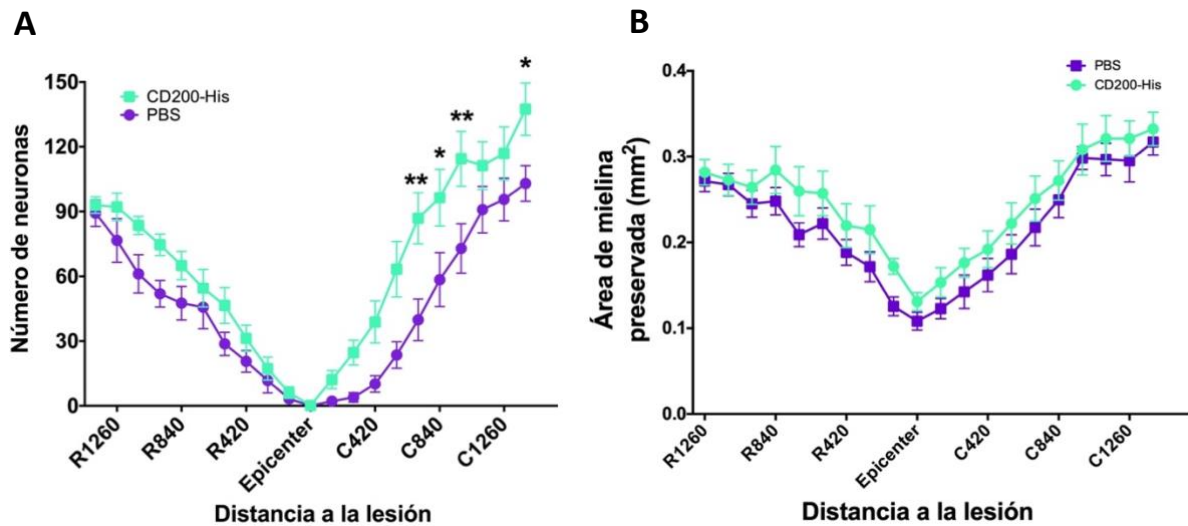 A
CD200-His
PBS
Número de neuronas
150
120
90
60
30
0
*
**
*
**
R1260
R840
R420
Epicenter
C420
C840
C1260
Distancia a la lesión
B
PBS
CD200-His
Área de mielina
preservada (mm²)
0.4
0.3
0.2
0.1
0.0
R1260
R840
R420
Epicenter
C420
C840
C1260
Distancia a la lesión